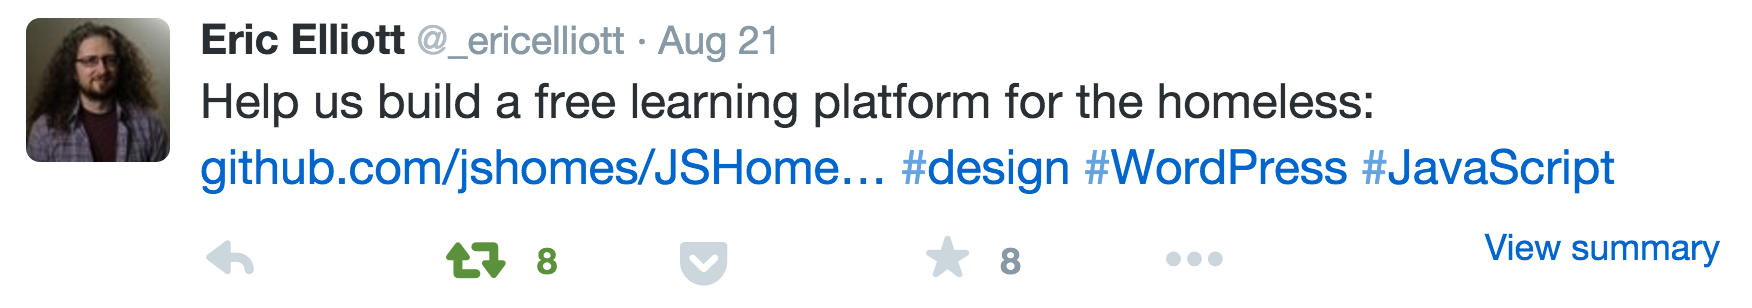 Eric Elliott @_ericelliott · Aug 21
Help us build a free learning platform for the homeless:
github.com/jshomes/JSHome… #design #WordPress #JavaScript
8 8 View summary